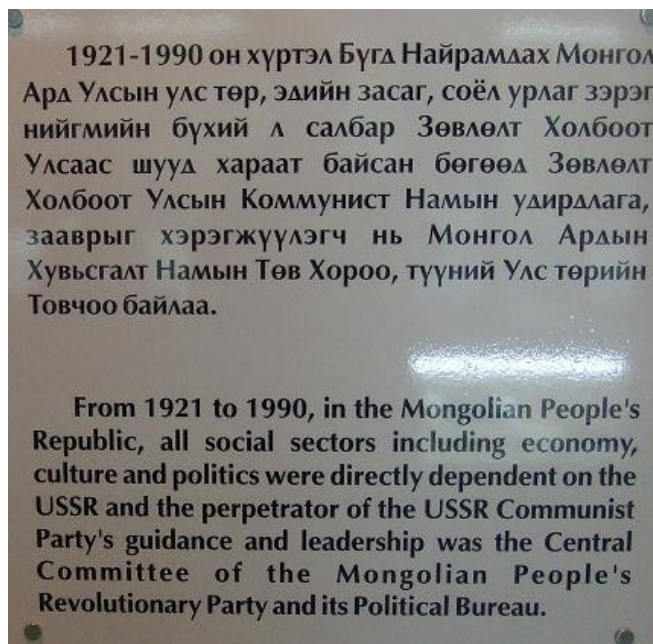 1921-1990 он хүртэл Бүгд Найрамдах Монгол
Ард Улсын улс төр, эдийн засаг, соёл урлаг зэрэг
нийгмийн бүхий л салбар Зөвлөлт Холбоот
Улсаас шууд хараат байсан бөгөөд Зөвлөлт
Холбоот Улсын Коммунист Намын удирдлага,
зааврыг хэрэгжүүлэгч нь Монгол Ардын
Хувьсгалт Намын Төв Хороо, түүний Улс төрийн
Товчоо байлаа.
From 1921 to 1990, in the Mongolian People's
Republic, all social sectors including economy,
culture and politics were directly dependent on the
USSR and the perpetrator of the USSR Communist
Party's guidance and leadership was the Central
Committee of the Mongolian People's
Revolutionary Party and its Political Bureau.